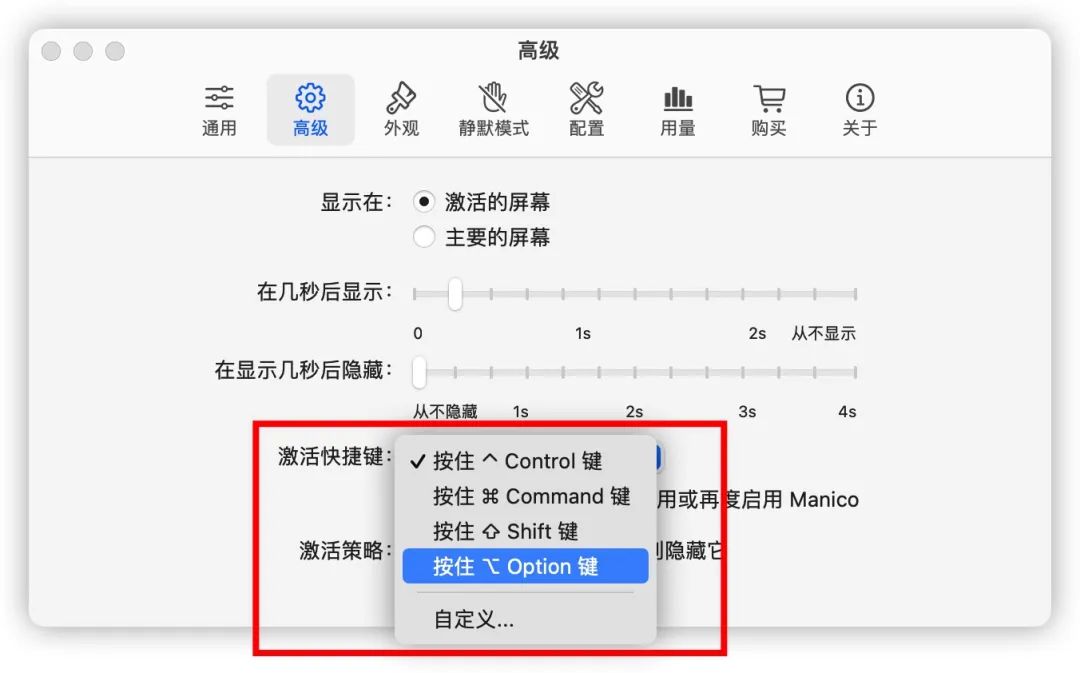 高级
通用 高级 外观 静默模式 配置 用量 购买 关于
显示在： 激活的屏幕
主要的屏幕
在几秒后显示：
0 1s 2s 从不显示
在显示几秒后隐藏：
从不隐藏 1s 2s 3s 4s
激活快捷键： ✓ 按住 ^ Control 键
按住 ⌘ Command 键
用或再度启用 Manico
按住 ⇧ Shift 键
激活策略： 隐藏它
按住 ⌥ Option 键
自定义...